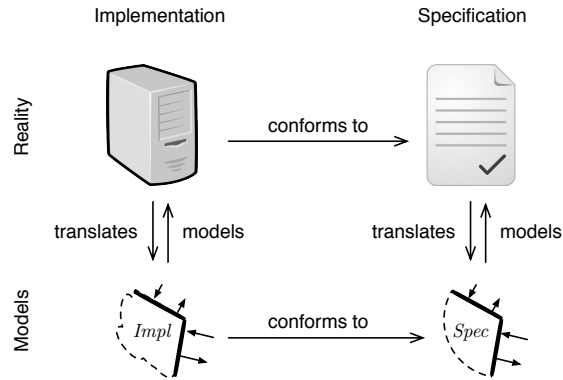 Implementation
Specification
Reality
conforms to
translates
models
translates
models
Models
Impl
conforms to
Spec